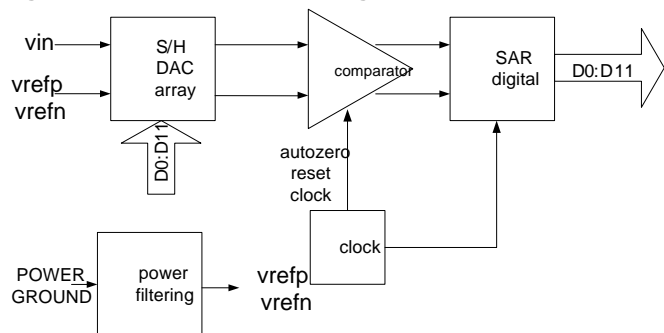 vin
vrefp
vrefn
S/H
DAC
array
comparator
SAR
digital
D0:D11
D0:D11
autozero
reset
clock
clock
POWER
GROUND
power
filtering
vrefp
vrefn